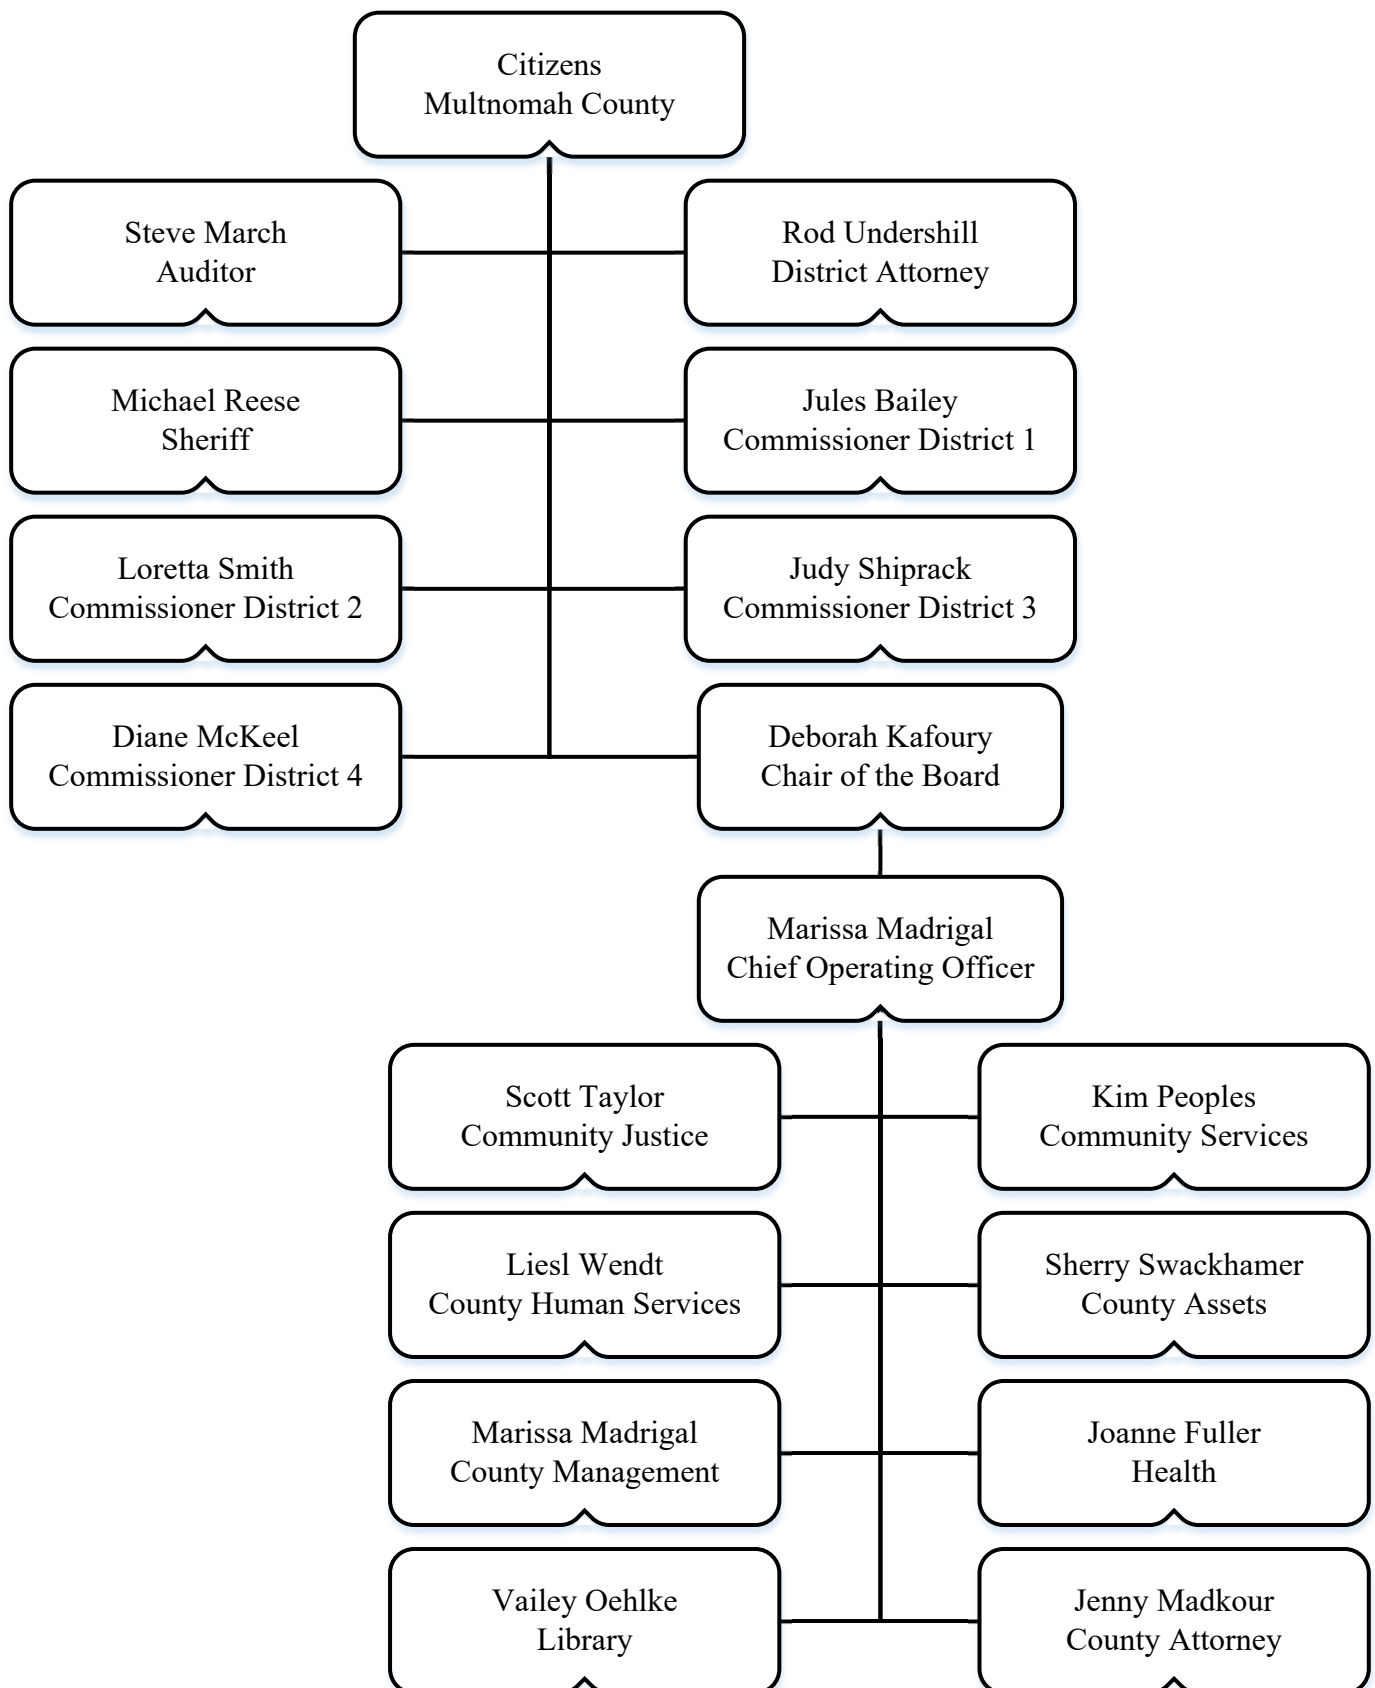 Citizens
Multnomah County
Steve March
Auditor
Rod Undershill
District Attorney
Michael Reese
Sheriff
Jules Bailey
Commissioner District 1
Loretta Smith
Commissioner District 2
Judy Shiprack
Commissioner District 3
Diane McKeel
Commissioner District 4
Deborah Kafoury
Chair of the Board
Marissa Madrigal
Chief Operating Officer
Scott Taylor
Community Justice
Kim Peoples
Community Services
Liesl Wendt
County Human Services
Sherry Swackhamer
County Assets
Marissa Madrigal
County Management
Joanne Fuller
Health
Vailey Oehlke
Library
Jenny Madkour
County Attorney